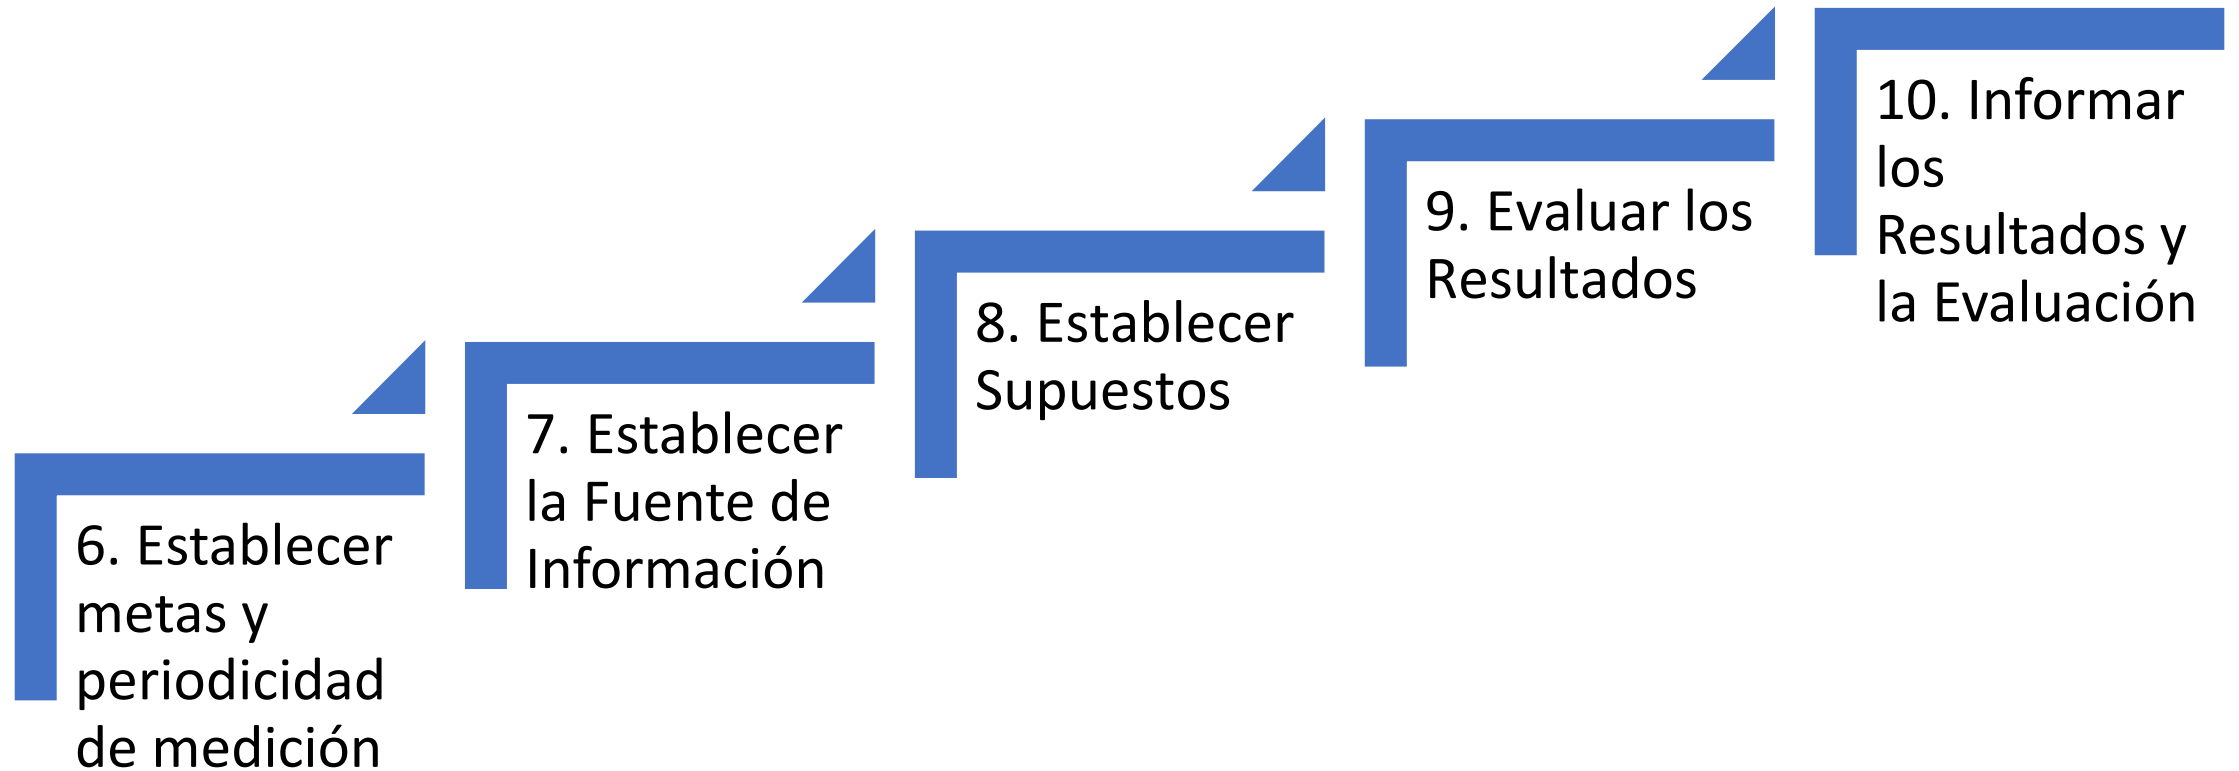 6. Establecer
metas y
periodicidad
de medición
7. Establecer
la Fuente de
Información
8. Establecer
Supuestos
9. Evaluar los
Resultados
10. Informar
los
Resultados y
la Evaluación